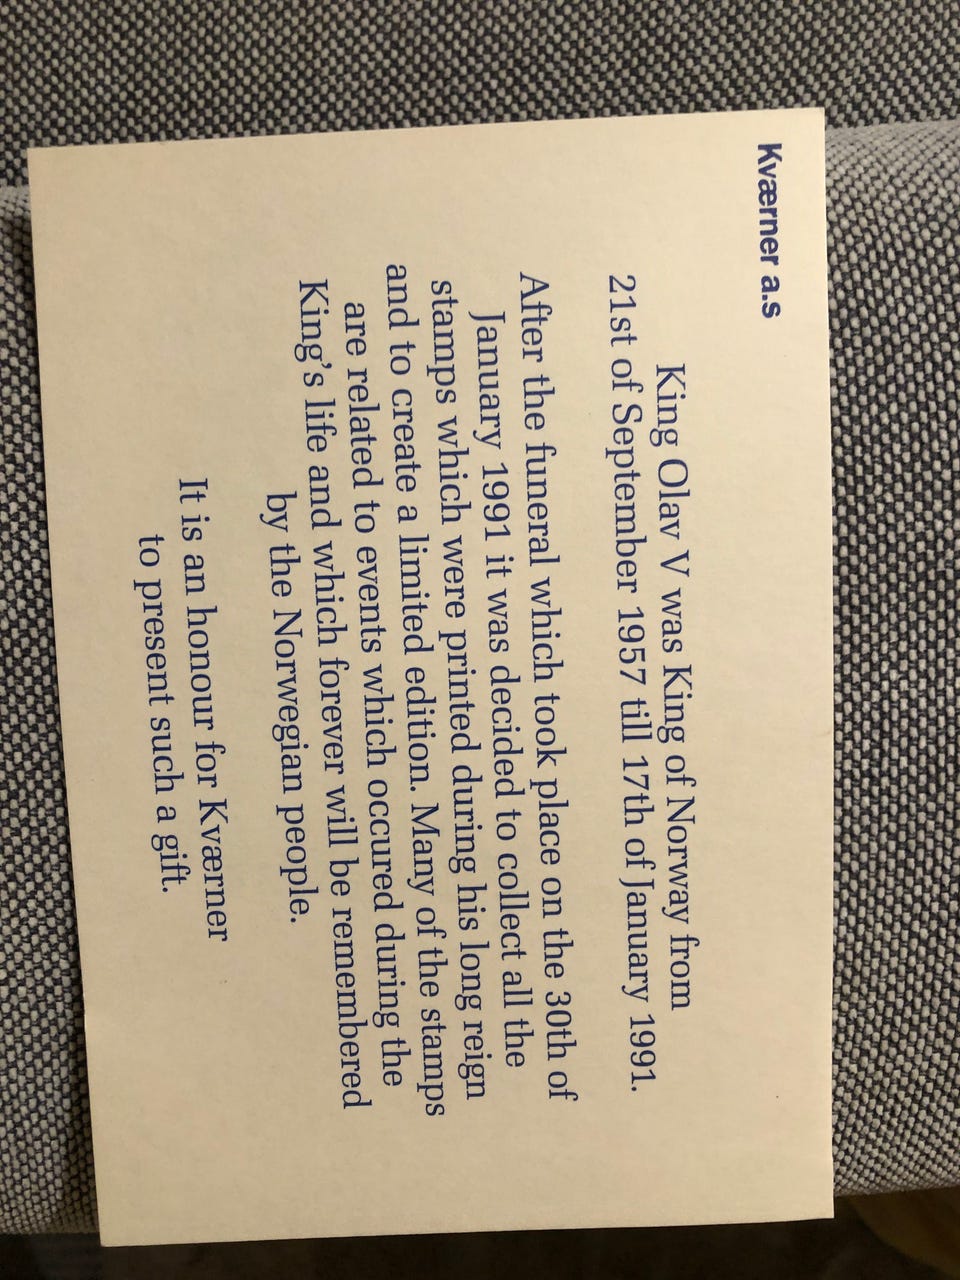 Kværner a.s
King Olav V was King of Norway from
21st of September 1957 till 17th of January 1991.
After the funeral which took place on the 30th of
January 1991 it was decided to collect all the
stamps which were printed during his long reign
and to create a limited edition. Many of the stamps
are related to events which occured during the
King's life and which forever will be remembered
by the Norwegian people.
It is an honour for Kværner
to present such a gift.